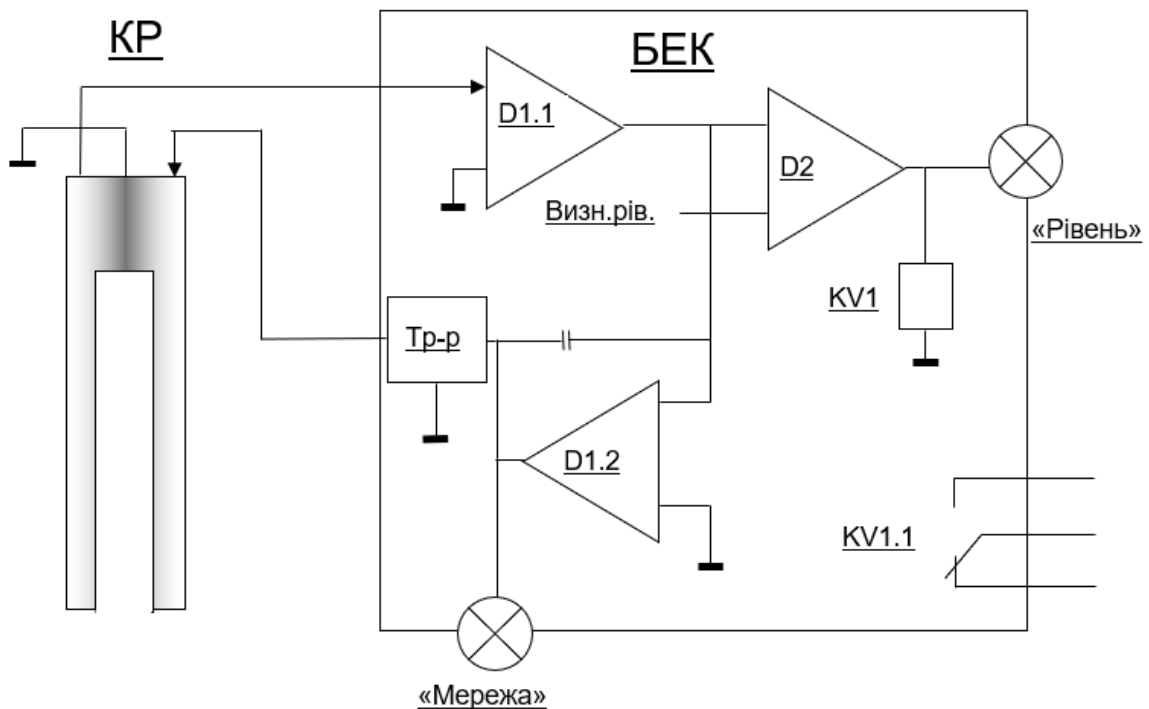 КР
БЕК
D1.1
D2
Визн.рів.
«Рівень»
KV1
Тр-р
D1.2
KV1.1
«Мережа»